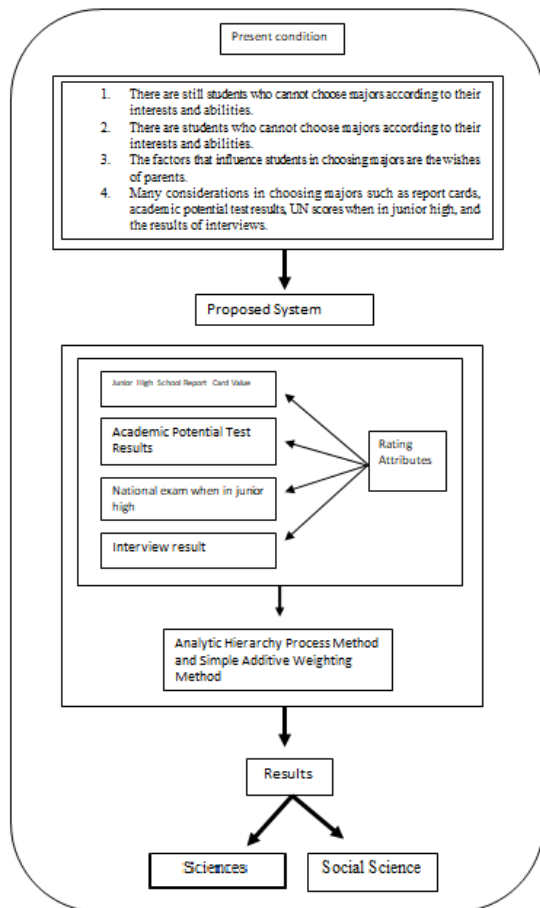 Present condition
1. There are still students who cannot choose majors according to their
interests and abilities.
2. There are students who cannot choose majors according to their
interests and abilities.
3. The factors that influence students in choosing majors are the wishes
of parents.
4. Many considerations in choosing majors such as report cards,
academic potential test results, UN scores when in junior high, and
the results of interviews.
Proposed System
Junior High School Report Card Value
Academic Potential Test
Results
National exam when in junior
high
Interview result
Rating
Attributes
Analytic Hierarchy Process Method
and Simple Additive Weighting
Method
Results
Sciences
Social Science